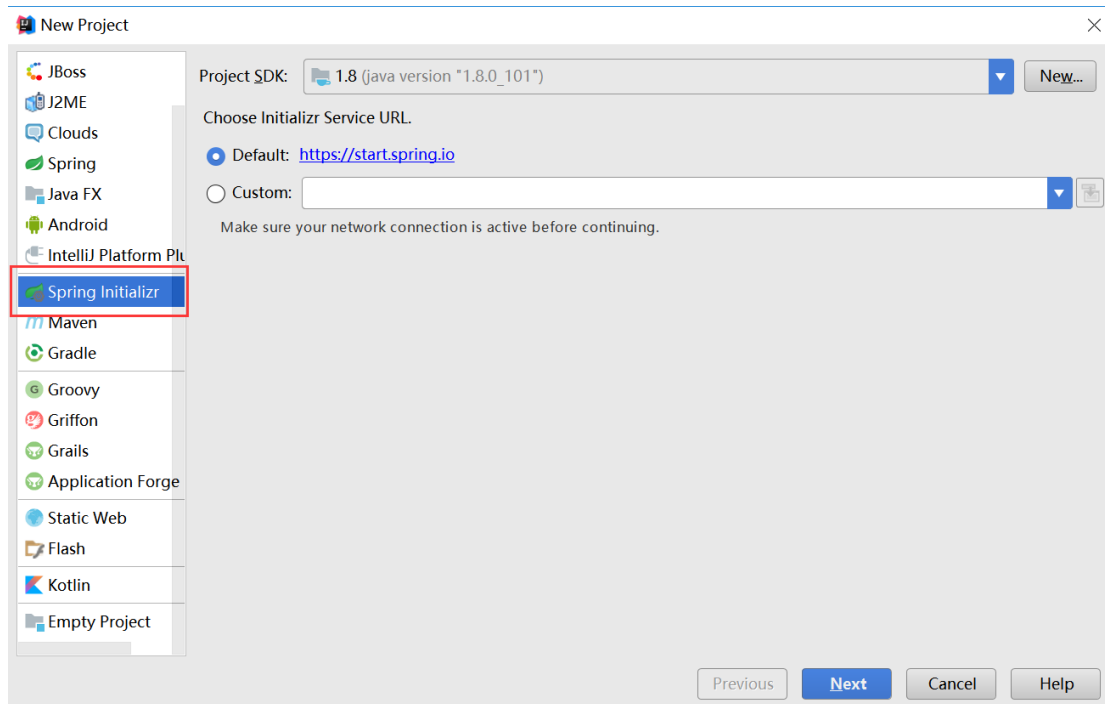 New Project
JBoss
J2ME
Clouds
Spring
Java FX
Android
IntelliJ Platform Plu
Spring Initializr
Maven
Gradle
Groovy
Griffon
Grails
Application Forge
Static Web
Flash
Kotlin
Empty Project
Project SDK: 1.8 (java version "1.8.0_101") New...
Choose Initializr Service URL.
Default: https://start.spring.io
Custom:
Make sure your network connection is active before continuing.
Previous Next Cancel Help